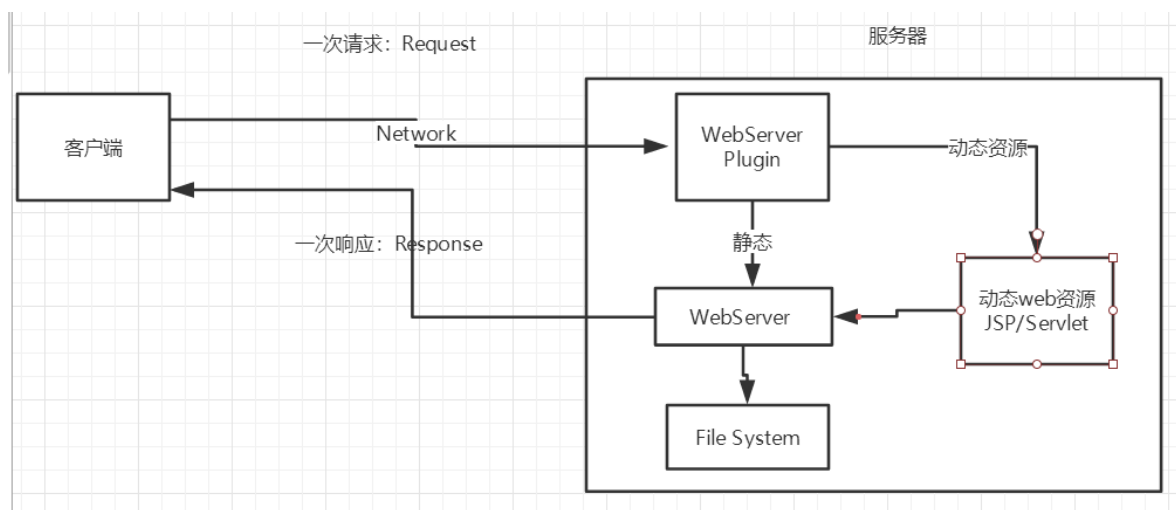 一次请求：Request
服务器
客户端
Network
WebServer
Plugin
动态资源
一次响应：Response
静态
动态web资源
JSP/Servlet
WebServer
File System